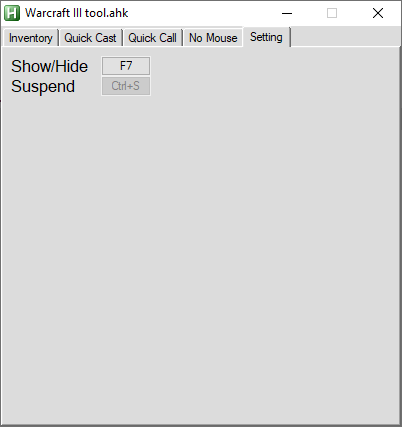 Warcraft III tool.ahk
Inventory Quick Cast Quick Call No Mouse Setting
Show/Hide F7
Suspend Ctrl+S